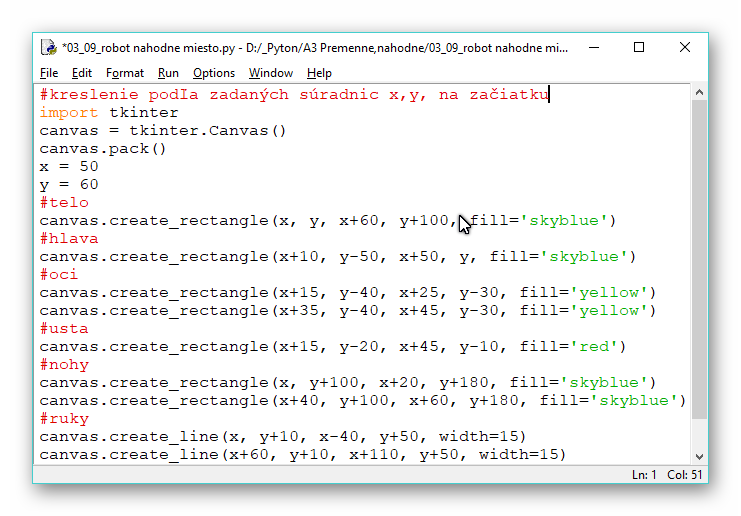 *03_09_robot nahodne miesto.py - D:/_Pyton/A3 Premenne,nahodne/03_09_robot nahodne mi...
File Edit Format Run Options Window Help
#kreslenie podIa zadaných súradnic x,y, na začiatku
import tkinter
canvas = tkinter.Canvas()
canvas.pack()
x = 50
y = 60
#telo
canvas.create_rectangle(x, y, x+60, y+100, fill='skyblue')
#hlava
canvas.create_rectangle(x+10, y-50, x+50, y, fill='skyblue')
#oci
canvas.create_rectangle(x+15, y-40, x+25, y-30, fill='yellow')
canvas.create_rectangle(x+35, y-40, x+45, y-30, fill='yellow')
#usta
canvas.create_rectangle(x+15, y-20, x+45, y-10, fill='red')
#nohy
canvas.create_rectangle(x, y+100, x+20, y+180, fill='skyblue')
canvas.create_rectangle(x+40, y+100, x+60, y+180, fill='skyblue')
#ruky
canvas.create_line(x, y+10, x-40, y+50, width=15)
canvas.create_line(x+60, y+10, x+110, y+50, width=15)
Ln: 1 Col: 51